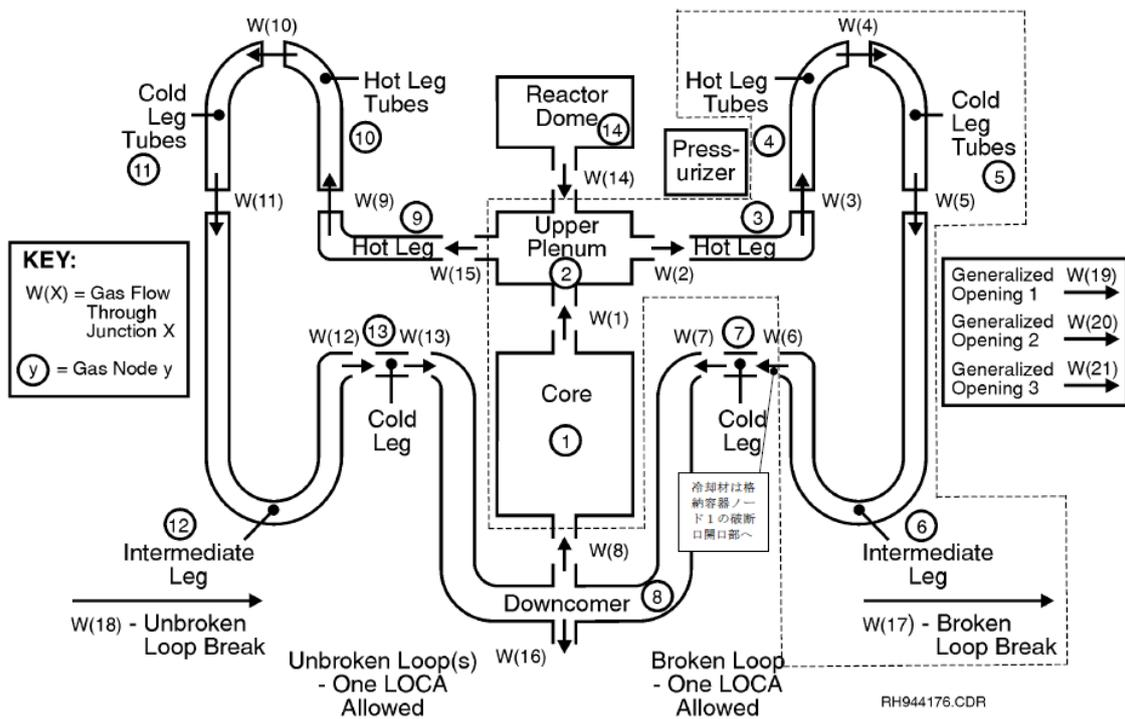 W(10)
W(4)
Hot Leg
Tubes
10
Cold
Leg
Tubes
11
Reactor
Dome
14
Press-
urizer
Hot Leg
Tubes
4
Cold
Leg
Tubes
5
W(11)
W(9)
9
Hot Leg
W(15)
W(14)
Upper
Plenum
2
W(2)
3
Hot Leg
W(3)
W(5)
KEY:
W(X) = Gas Flow
Through
Junction X
y = Gas Node y
Generalized
Opening 1
W(19)
Generalized
Opening 2
W(20)
Generalized
Opening 3
W(21)
W(12)
13
W(13)
Cold
Leg
W(1)
Core
1
W(7)
7
W(6)
Cold
Leg
冷却材は格
納容器ノー
ド1の破断
口開口部へ
12
Intermediate
Leg
W(18) - Unbroken
Loop Break
W(8)
Downcomer
8
W(16)
6
Intermediate
Leg
W(17) - Broken
Loop Break
Unbroken Loop(s)
- One LOCA
Allowed
Broken Loop
- One LOCA
Allowed
RH944176.CDR